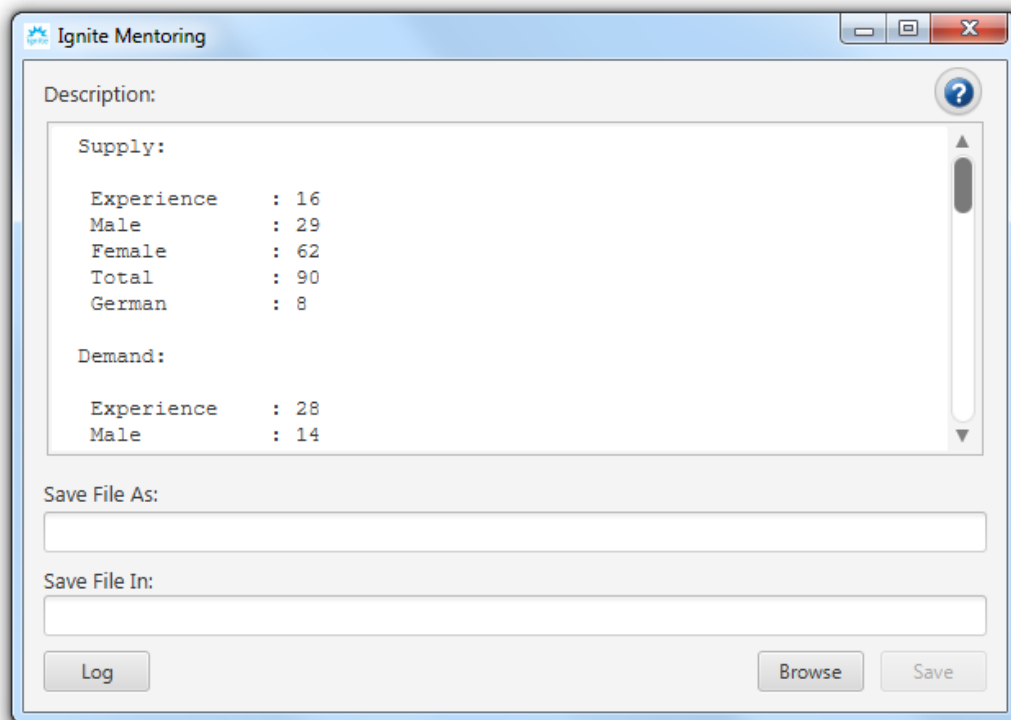 Ignite Mentoring
Description:
Supply:
Experience : 16
Male : 29
Female : 62
Total : 90
German : 8
Demand:
Experience : 28
Male : 14
Save File As:
Save File In:
Log Browse Save